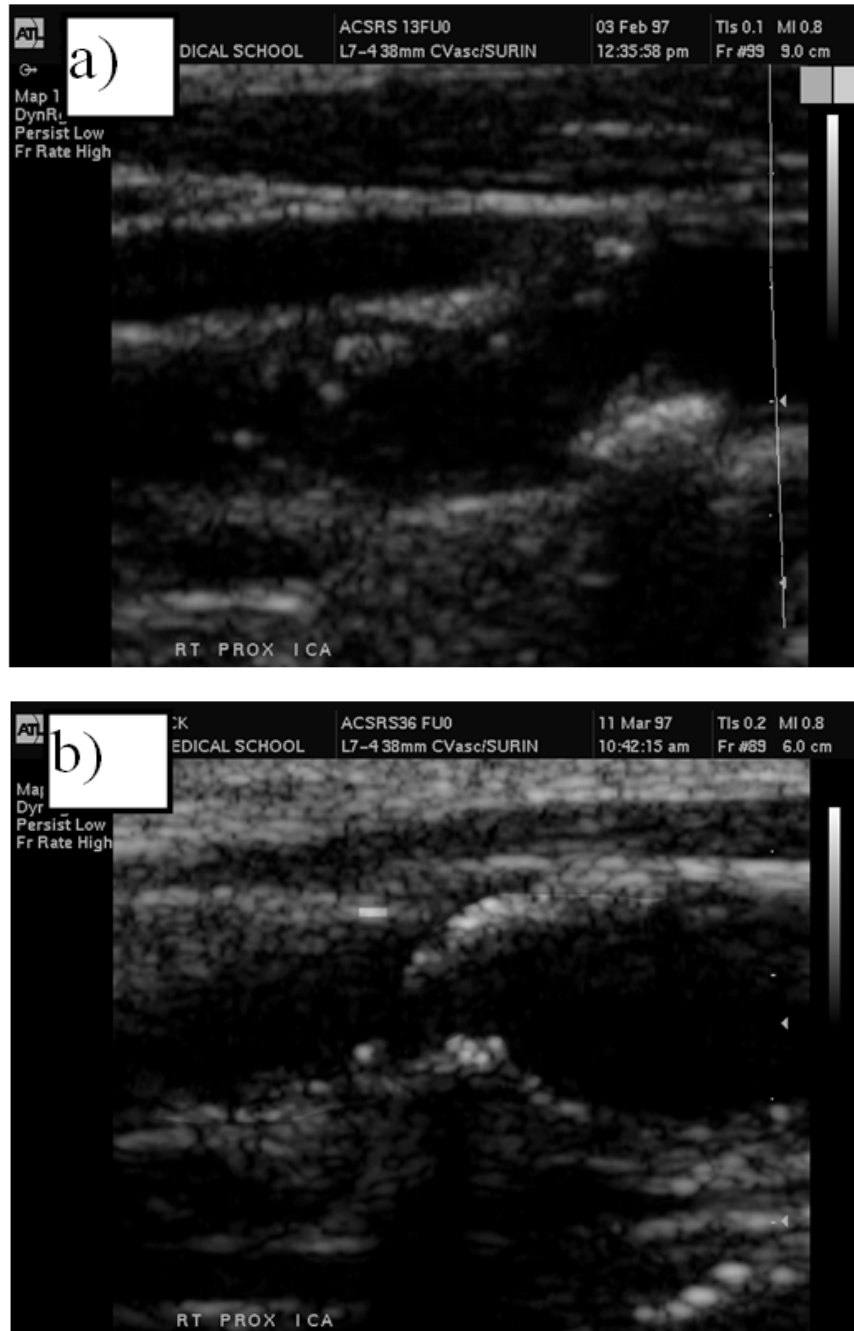 a)
ATL
DICAL SCHOOL
ACSRS 13FU0
L7-4 38mm CVasc/SURIN
03 Feb 97
12:35:58 pm
TIs 0.1 MI 0.8
Fr #99 9.0 cm
Map 1
Persist Low
Fr Rate High
RT PROX ICA
b)
ATL
CK
EDICAL SCHOOL
ACSRS36 FU0
L7-4 38mm CVasc/SURIN
11 Mar 97
10:42:15 am
TIs 0.2 MI 0.8
Fr #89 6.0 cm
Persist Low
Fr Rate High
RT PROX ICA